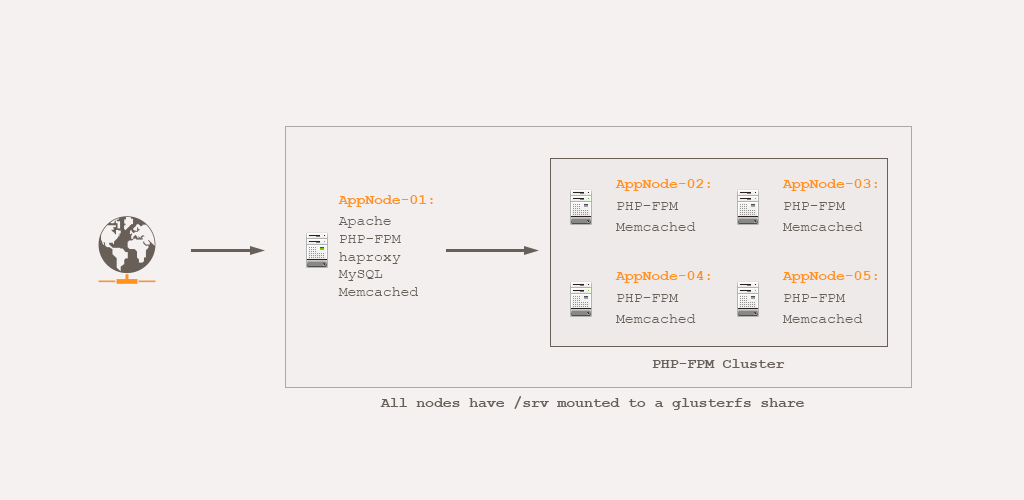 AppNode-01:
Apache
PHP-FPM
haproxy
MySQL
Memcached
AppNode-02:
PHP-FPM
Memcached
AppNode-03:
PHP-FPM
Memcached
AppNode-04:
PHP-FPM
Memcached
AppNode-05:
PHP-FPM
Memcached
PHP-FPM Cluster
All nodes have /srv mounted to a glusterfs share